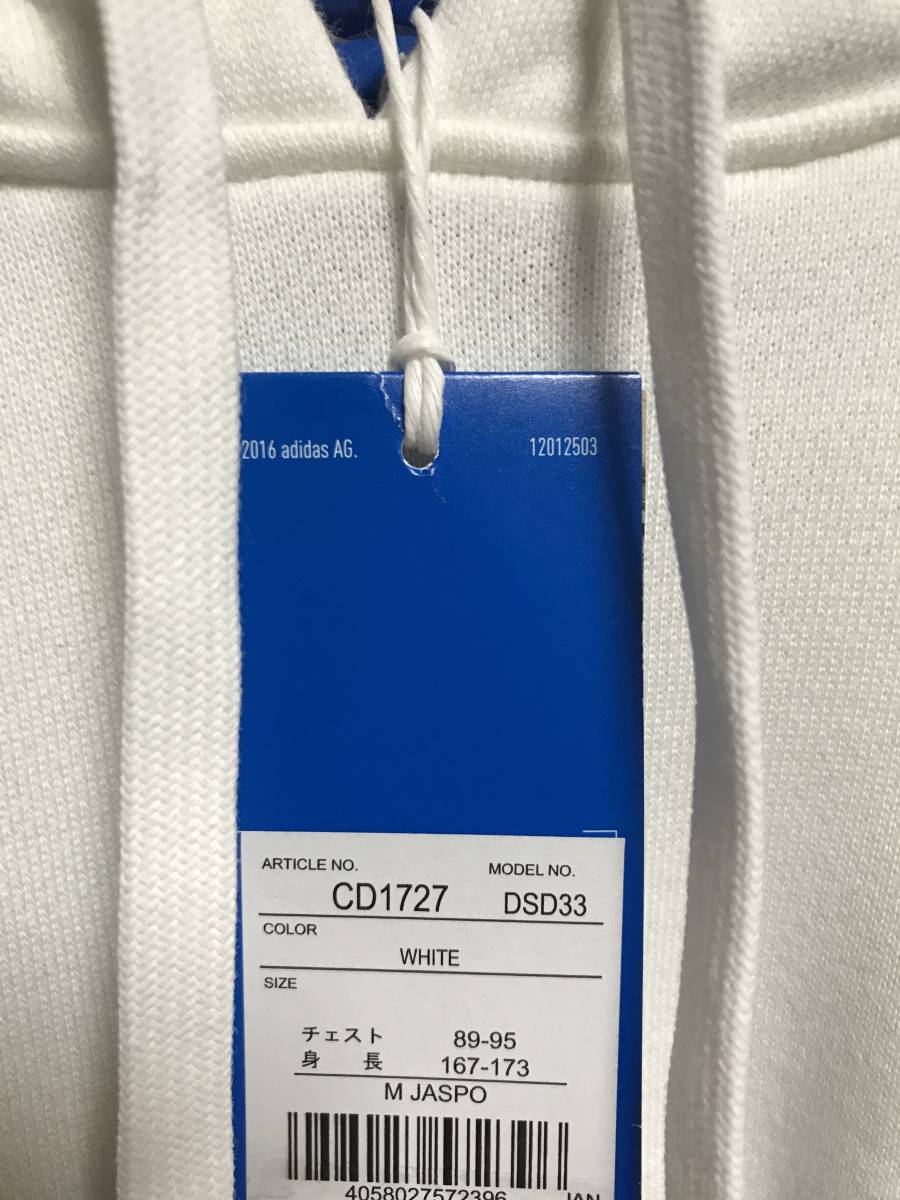 2016 adidas AG. 12012503
ARTICLE NO. MODEL NO.
CD1727 DSD33
COLOR
WHITE
SIZE
チェスト 89-95
身 長 167-173
M JASPO
4058027572396 JAN